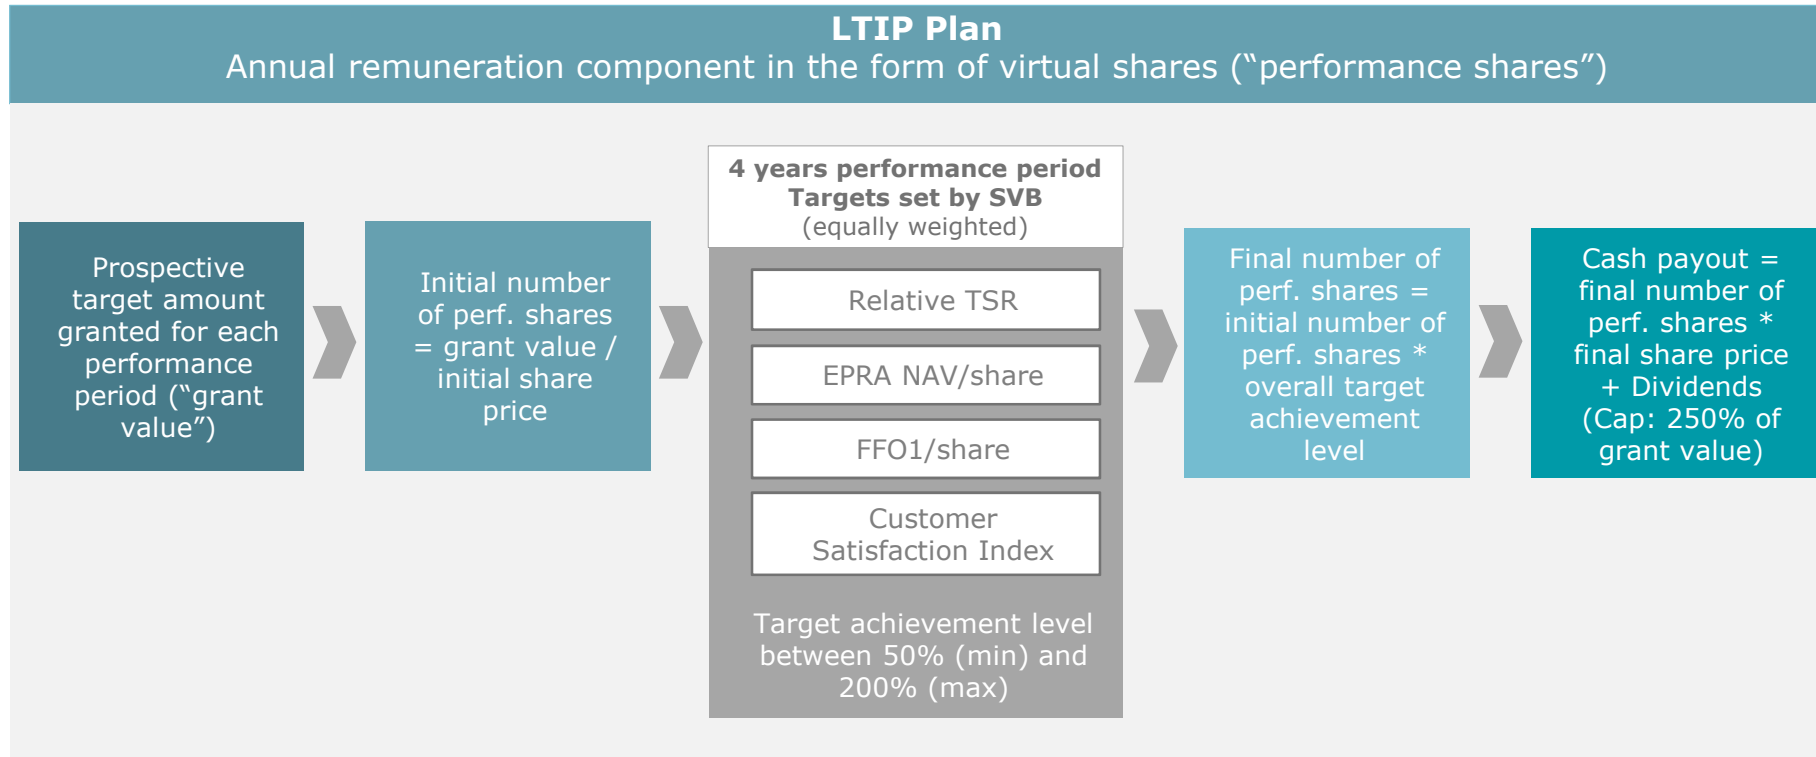 LTIP Plan
Annual remuneration component in the form of virtual shares (“performance shares”)
Prospective
target amount
granted for each
performance
period (“grant
value”)
Initial number
of perf. shares
= grant value /
initial share
price
4 years performance period
Targets set by SVB
(equally weighted)
Relative TSR
EPRA NAV/share
FFO1/share
Customer
Satisfaction Index
Target achievement level
between 50% (min) and
200% (max)
Final number of
perf. shares =
initial number of
perf. shares *
overall target
achievement
level
Cash payout =
final number of
perf. shares *
final share price
+ Dividends
(Cap: 250% of
grant value)